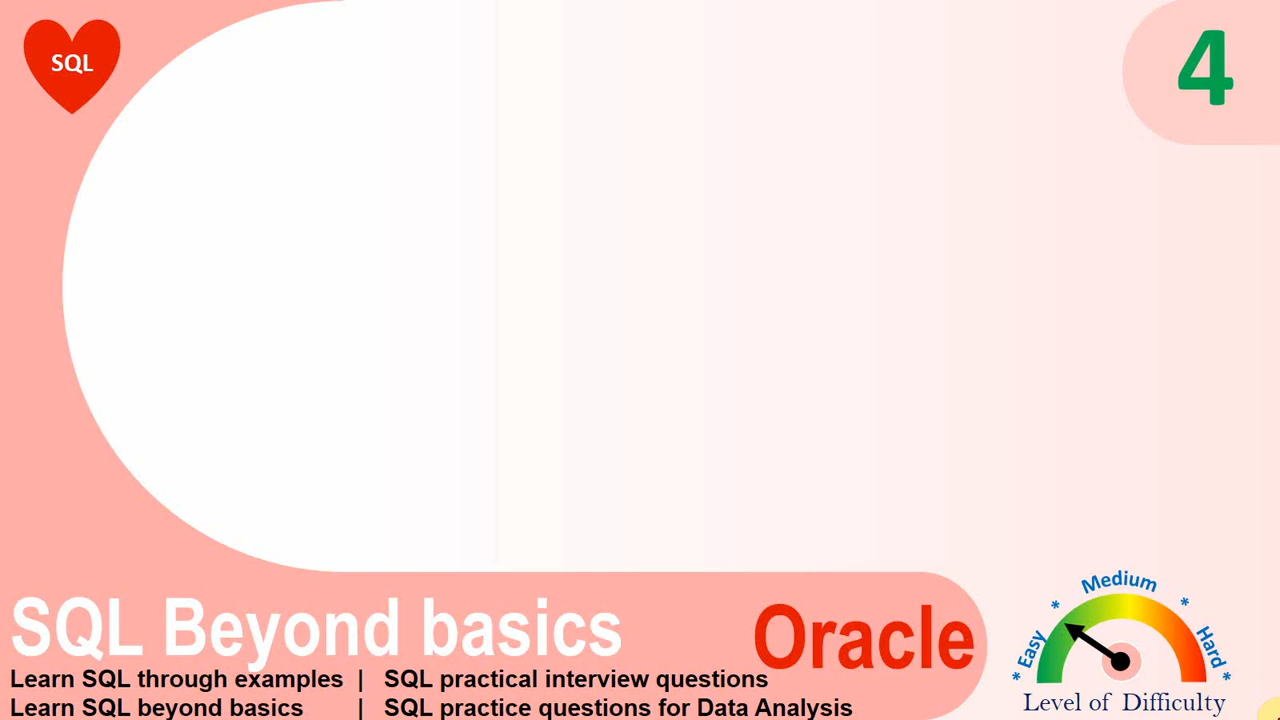 SQL
4
SQL Beyond basics
Oracle
Learn SQL through examples | SQL practical interview questions
Learn SQL beyond basics | SQL practice questions for Data Analysis
* Easy * Medium * Hard *
Level of Difficulty